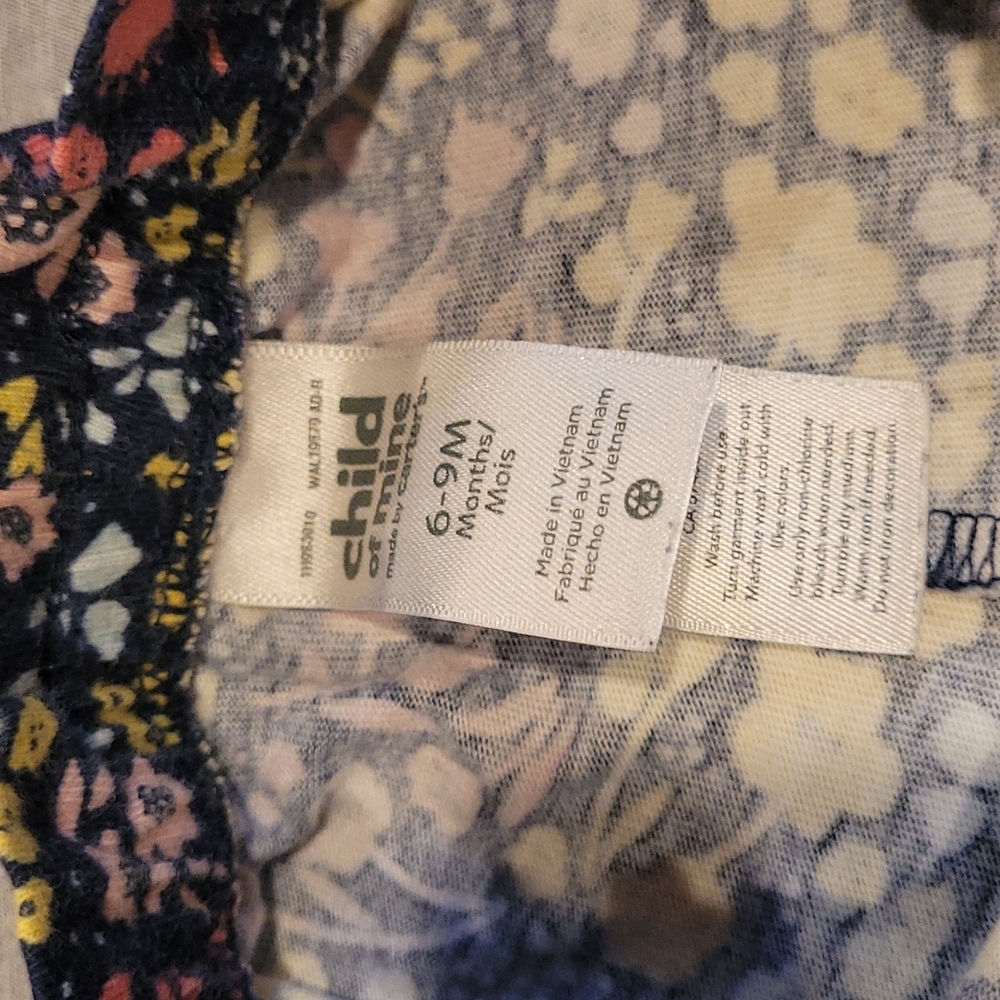 child
of mine
made by carter's™
6-9M
Months/
Mois
Made in Vietnam
Fabriqué au Vietnam
Hecho en Vietnam
Wash before use.
Turn garment inside out.
Machine wash cold with
like colors.
Use only non-chlorine
bleach when needed.
Tumble dry medium.
Warm iron if needed.
Do not iron decoration.